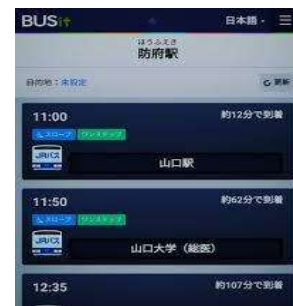 BUSit
日本語
ほうふえき
防府駅
目的地：未設定
更新
11:00
約12分で到着
スロープ ワンステップ
JRバス
山口駅
11:50
約62分で到着
スロープ ワンステップ
JRバス
山口大学（総医）
12:35
約107分で到着